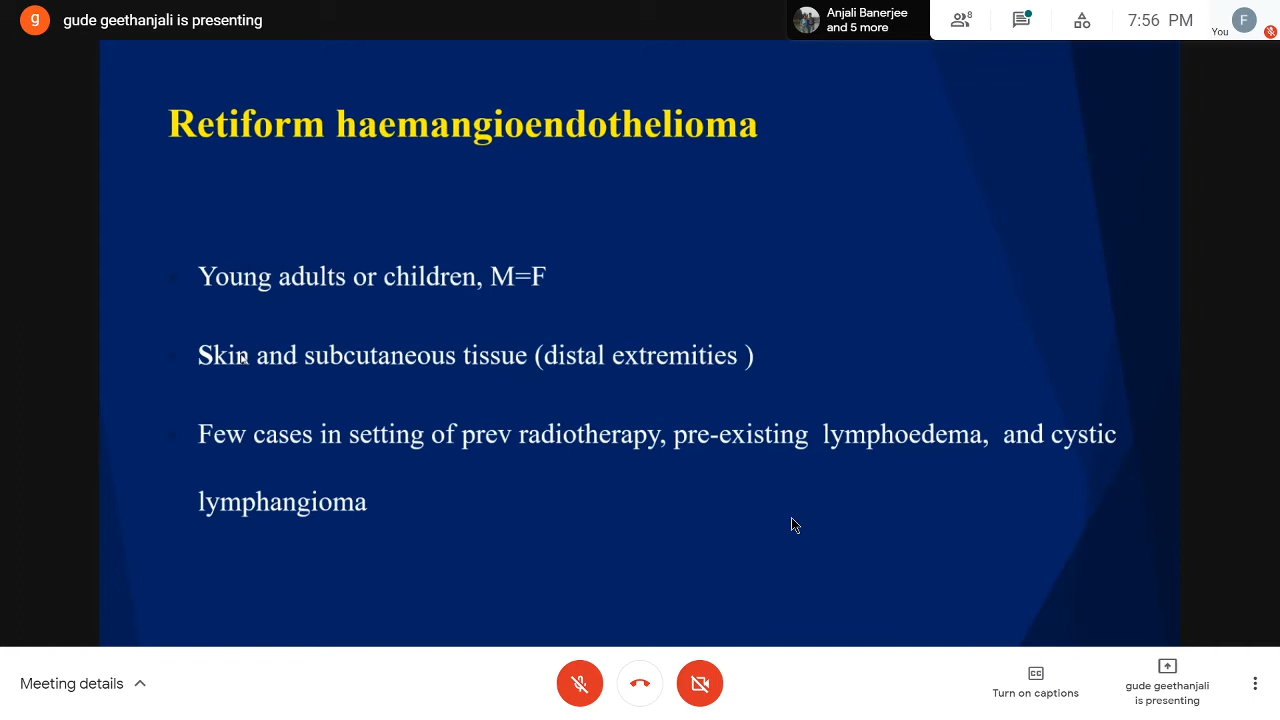 g
gude geethanjali is presenting
Anjali Banerjee
and 5 more
8
7:56 PM
You
F
Retiform haemangioendothelioma
Young adults or children, M=F
Skin and subcutaneous tissue (distal extremities )
Few cases in setting of prev radiotherapy, pre-existing lymphoedema, and cystic
lymphangioma
Meeting details
CC
Turn on captions
gude geethanjali
is presenting